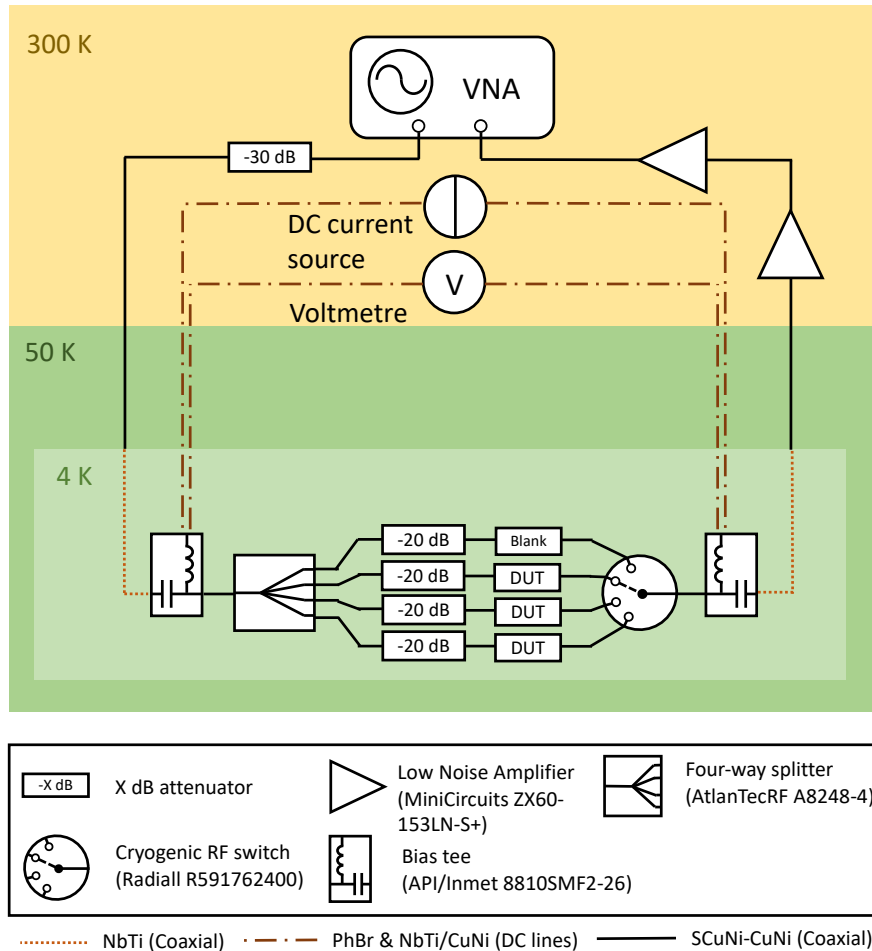 300 K
VNA
-30 dB
DC current
source
V
Voltmetre
50 K
4 K
-20 dB
Blank
-20 dB
DUT
-20 dB
DUT
-20 dB
DUT
-X dB
X dB attenuator
Low Noise Amplifier
(MiniCircuits ZX60-
153LN-S+)
Four-way splitter
(AtlanTecRF A8248-4)
Cryogenic RF switch
(Radiall R591762400)
Bias tee
(API/Inmet 8810SMF2-26)
NbTi (Coaxial)
PhBr & NbTi/CuNi (DC lines)
SCuNi-CuNi (Coaxial)